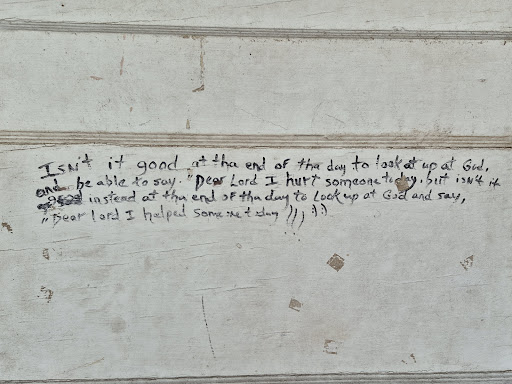 Isn't it good at tha end of tha day to look at up at God,
and be able to say. "Dear Lord I hurt someone today, but isn't it
good instead at tha end of tha day to Look up at God and say,
"Dear Lord I helped someone today